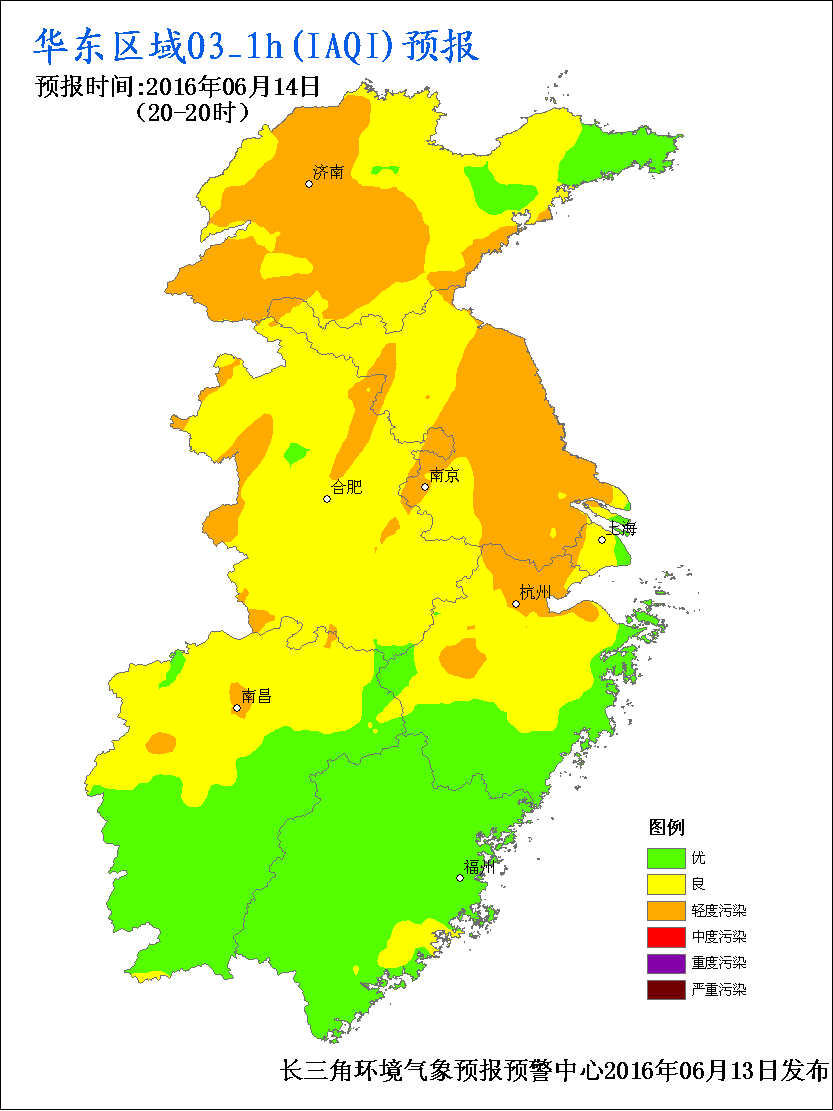 华东区域O3_1h(IAQI)预报
预报时间:2016年06月14日
(20-20时)
济南
南京
合肥
上海
杭州
南昌
福州
图例
优
良
轻度污染
中度污染
重度污染
严重污染
长三角环境气象预报预警中心2016年06月13日发布